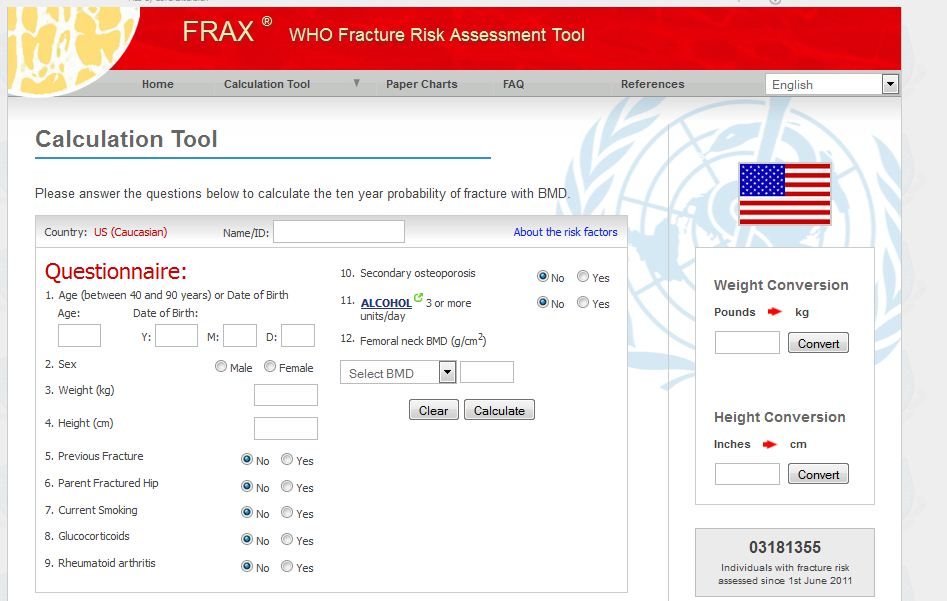 FRAX ® WHO Fracture Risk Assessment Tool
Home Calculation Tool ▼ Paper Charts FAQ References English
Calculation Tool
Please answer the questions below to calculate the ten year probability of fracture with BMD.
Country: US (Caucasian) Name/ID: About the risk factors
Questionnaire:
1. Age (between 40 and 90 years) or Date of Birth
Age: Date of Birth:
Y: M: D:
2. Sex Male Female
3. Weight (kg)
4. Height (cm)
5. Previous Fracture No Yes
6. Parent Fractured Hip No Yes
7. Current Smoking No Yes
8. Glucocorticoids No Yes
9. Rheumatoid arthritis No Yes
10. Secondary osteoporosis No Yes
11. ALCOHOL 3 or more No Yes
units/day
12. Femoral neck BMD (g/cm²)
Select BMD
Clear Calculate
Weight Conversion
Pounds kg
Convert
Height Conversion
Inches cm
Convert
03181355
Individuals with fracture risk
assessed since 1st June 2011